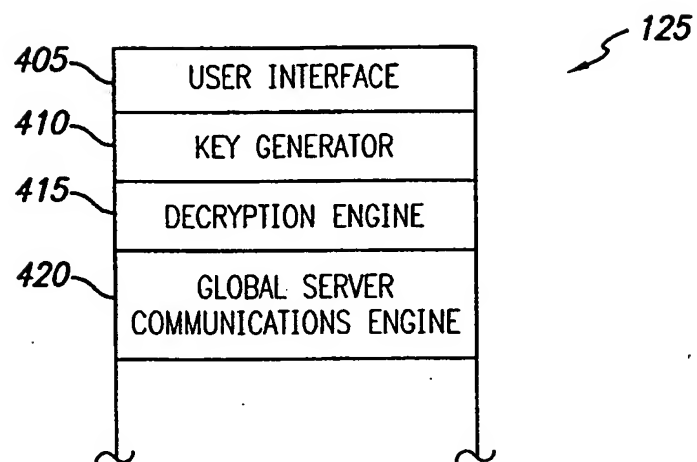 125
405
USER INTERFACE
410
KEY GENERATOR
415
DECRYPTION ENGINE
420
GLOBAL SERVER
COMMUNICATIONS ENGINE